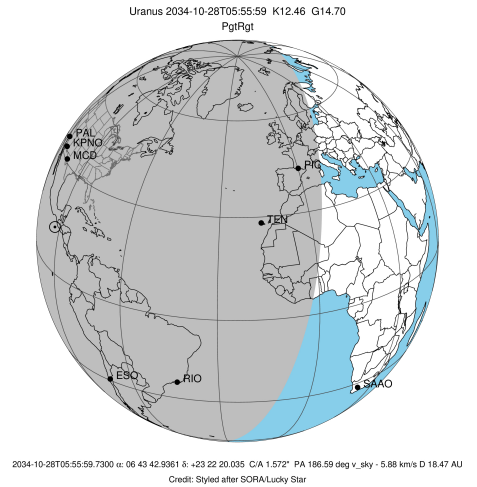 Uranus 2034-10-28T05:55:59 K12.46 G14.70
PgtRgt
PAL
KPNO
MCD
PIC
TEN
ESO
RIO
SAAO
2034-10-28T05:55:59.7300 α: 06 43 42.9361 δ: +23 22 20.035 C/A 1.572" PA 186.59 deg v_sky - 5.88 km/s D 18.47 AU
Credit: Styled after SORA/Lucky Star